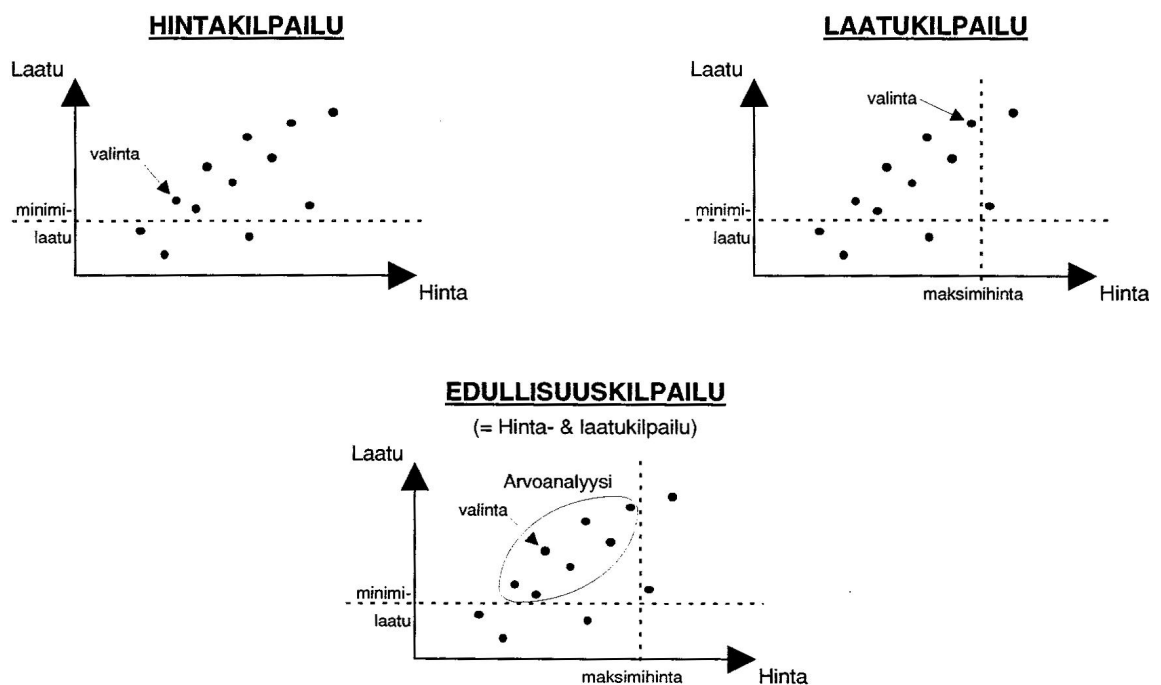 HINTAKILPAILU
Laatu
valinta
minimi-
laatu
Hinta
LAATUKILPAILU
Laatu
valinta
minimi-
laatu
maksimihinta
Hinta
EDULLISUUSKILPAILU
(= Hinta- & laatukilpailu)
Laatu
Arvoanalyysi
valinta
minimi-
laatu
maksimihinta
Hinta